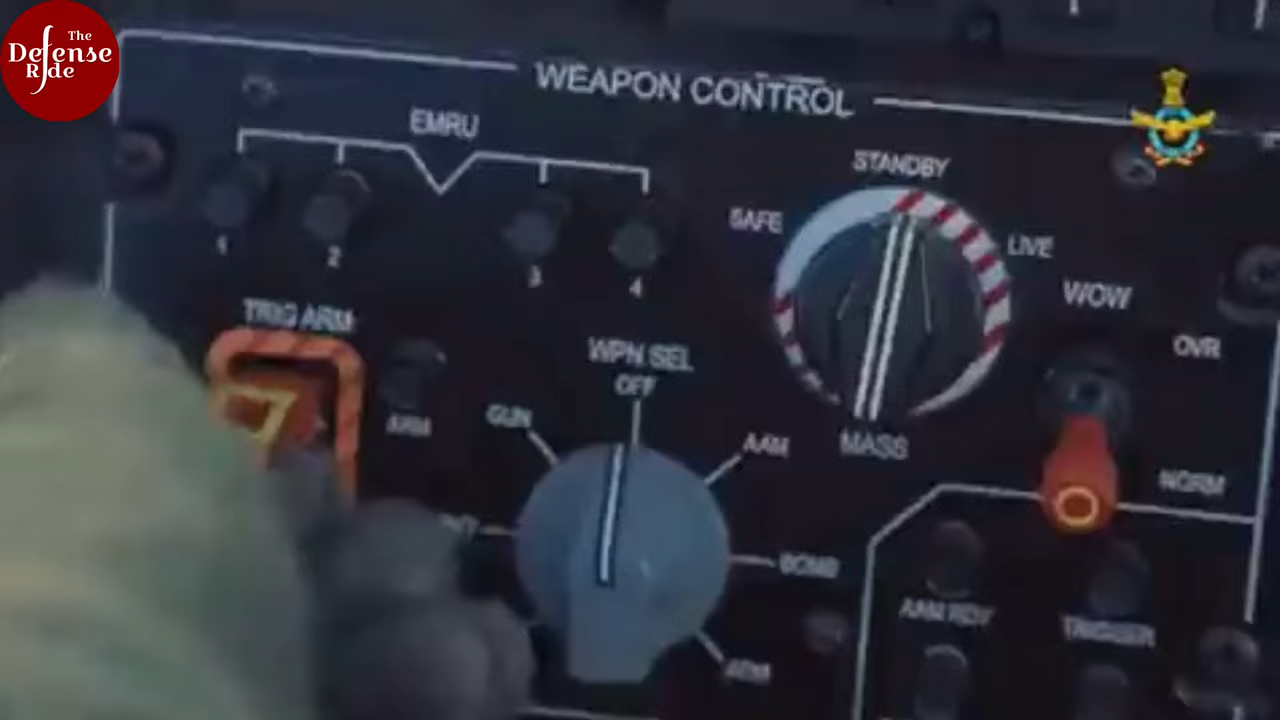 The
Defense
Ride
WEAPON CONTROL
EMRU
1
2
3
4
STANDBY
SAFE
LIVE
MASS
WOW
OVR
NORM
TRIG ARM
ARM
WPN SEL
OFF
GUN
AAM
BOMB
AAM RDY
TRIGGER